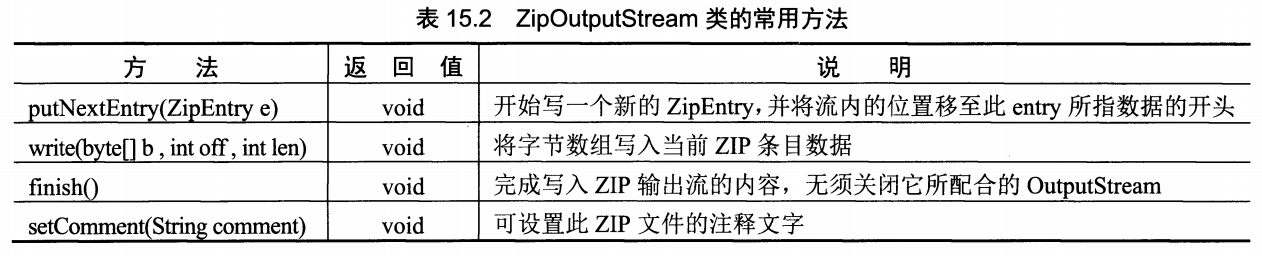 表 15.2 ZipOutputStream 类的常用方法
方 法 返 回 值 说 明
putNextEntry(ZipEntry e) void 开始写一个新的 ZipEntry,并将流内的位置移至此 entry 所指数据的开头
write(byte[] b , int off , int len) void 将字节数组写入当前 ZIP 条目数据
finish() void 完成写入 ZIP 输出流的内容，无须关闭它所配合的 OutputStream
setComment(String comment) void 可设置此 ZIP 文件的注释文字